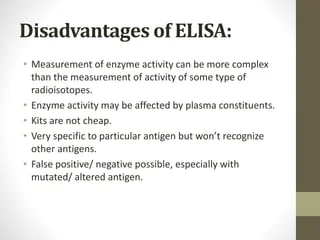 Disadvantages of ELISA:
• Measurement of enzyme activity can be more complex
than the measurement of activity of some type of
radioisotopes.
• Enzyme activity may be affected by plasma constituents.
• Kits are not cheap.
• Very specific to particular antigen but won’t recognize
other antigens.
• False positive/ negative possible, especially with
mutated/ altered antigen.